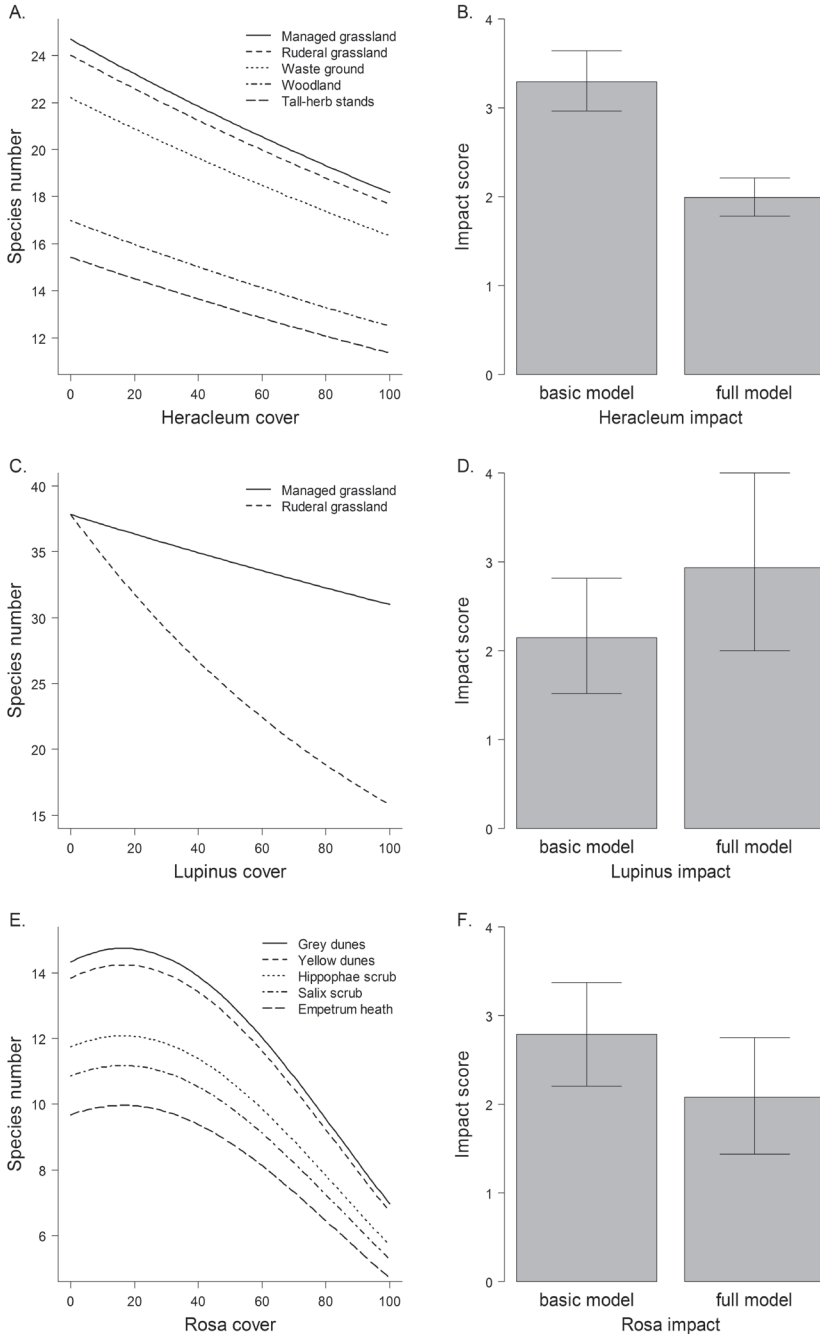 A.
Managed grassland
Ruderal grassland
Waste ground
Woodland
Tall-herb stands
Species number
24
22
20
18
16
14
12
0 20 40 60 80 100
Heracleum cover
B.
Impact score
4
3
2
1
0
basic model full model
Heracleum impact
C.
Managed grassland
Ruderal grassland
Species number
40
35
30
25
20
15
0 20 40 60 80 100
Lupinus cover
D.
Impact score
4
3
2
1
0
basic model full model
Lupinus impact
E.
Grey dunes
Yellow dunes
Hippophae scrub
Salix scrub
Empetrum heath
Species number
14
12
10
8
6
0 20 40 60 80 100
Rosa cover
F.
Impact score
4
3
2
1
0
basic model full model
Rosa impact